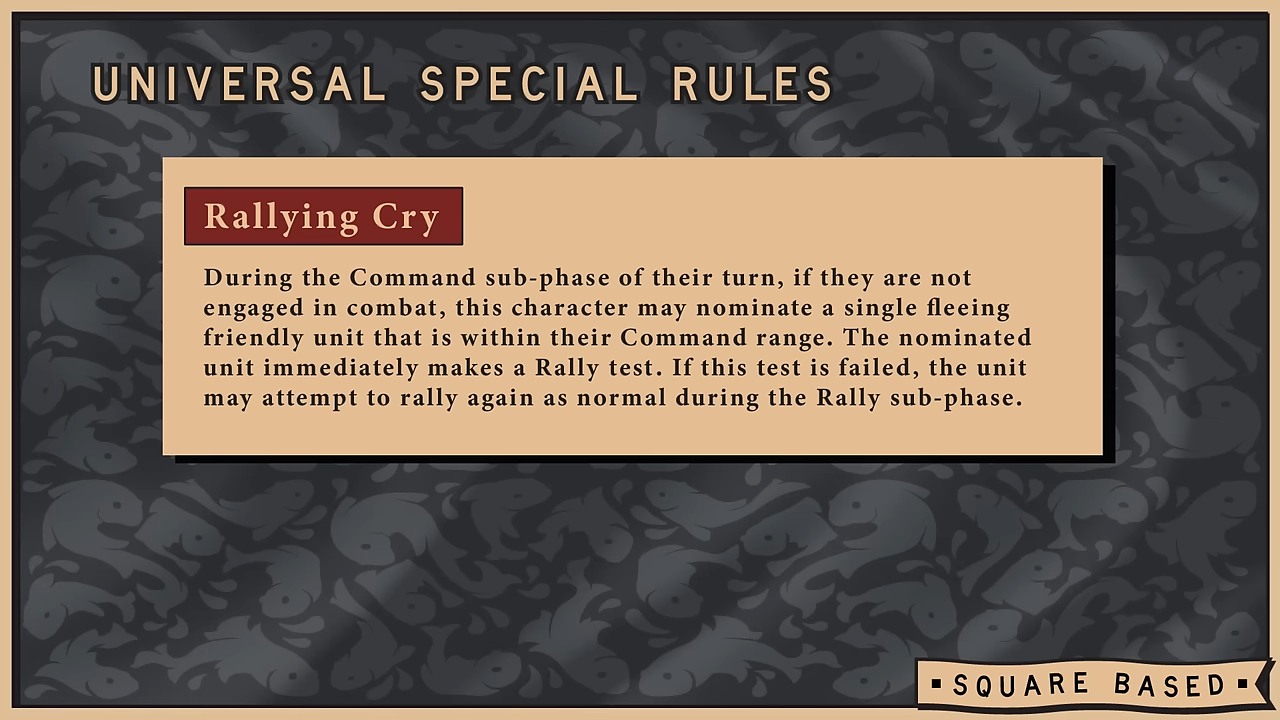 UNIVERSAL SPECIAL RULES
Rallying Cry
During the Command sub-phase of their turn, if they are not
engaged in combat, this character may nominate a single fleeing
friendly unit that is within their Command range. The nominated
unit immediately makes a Rally test. If this test is failed, the unit
may attempt to rally again as normal during the Rally sub-phase.
SQUARE BASED